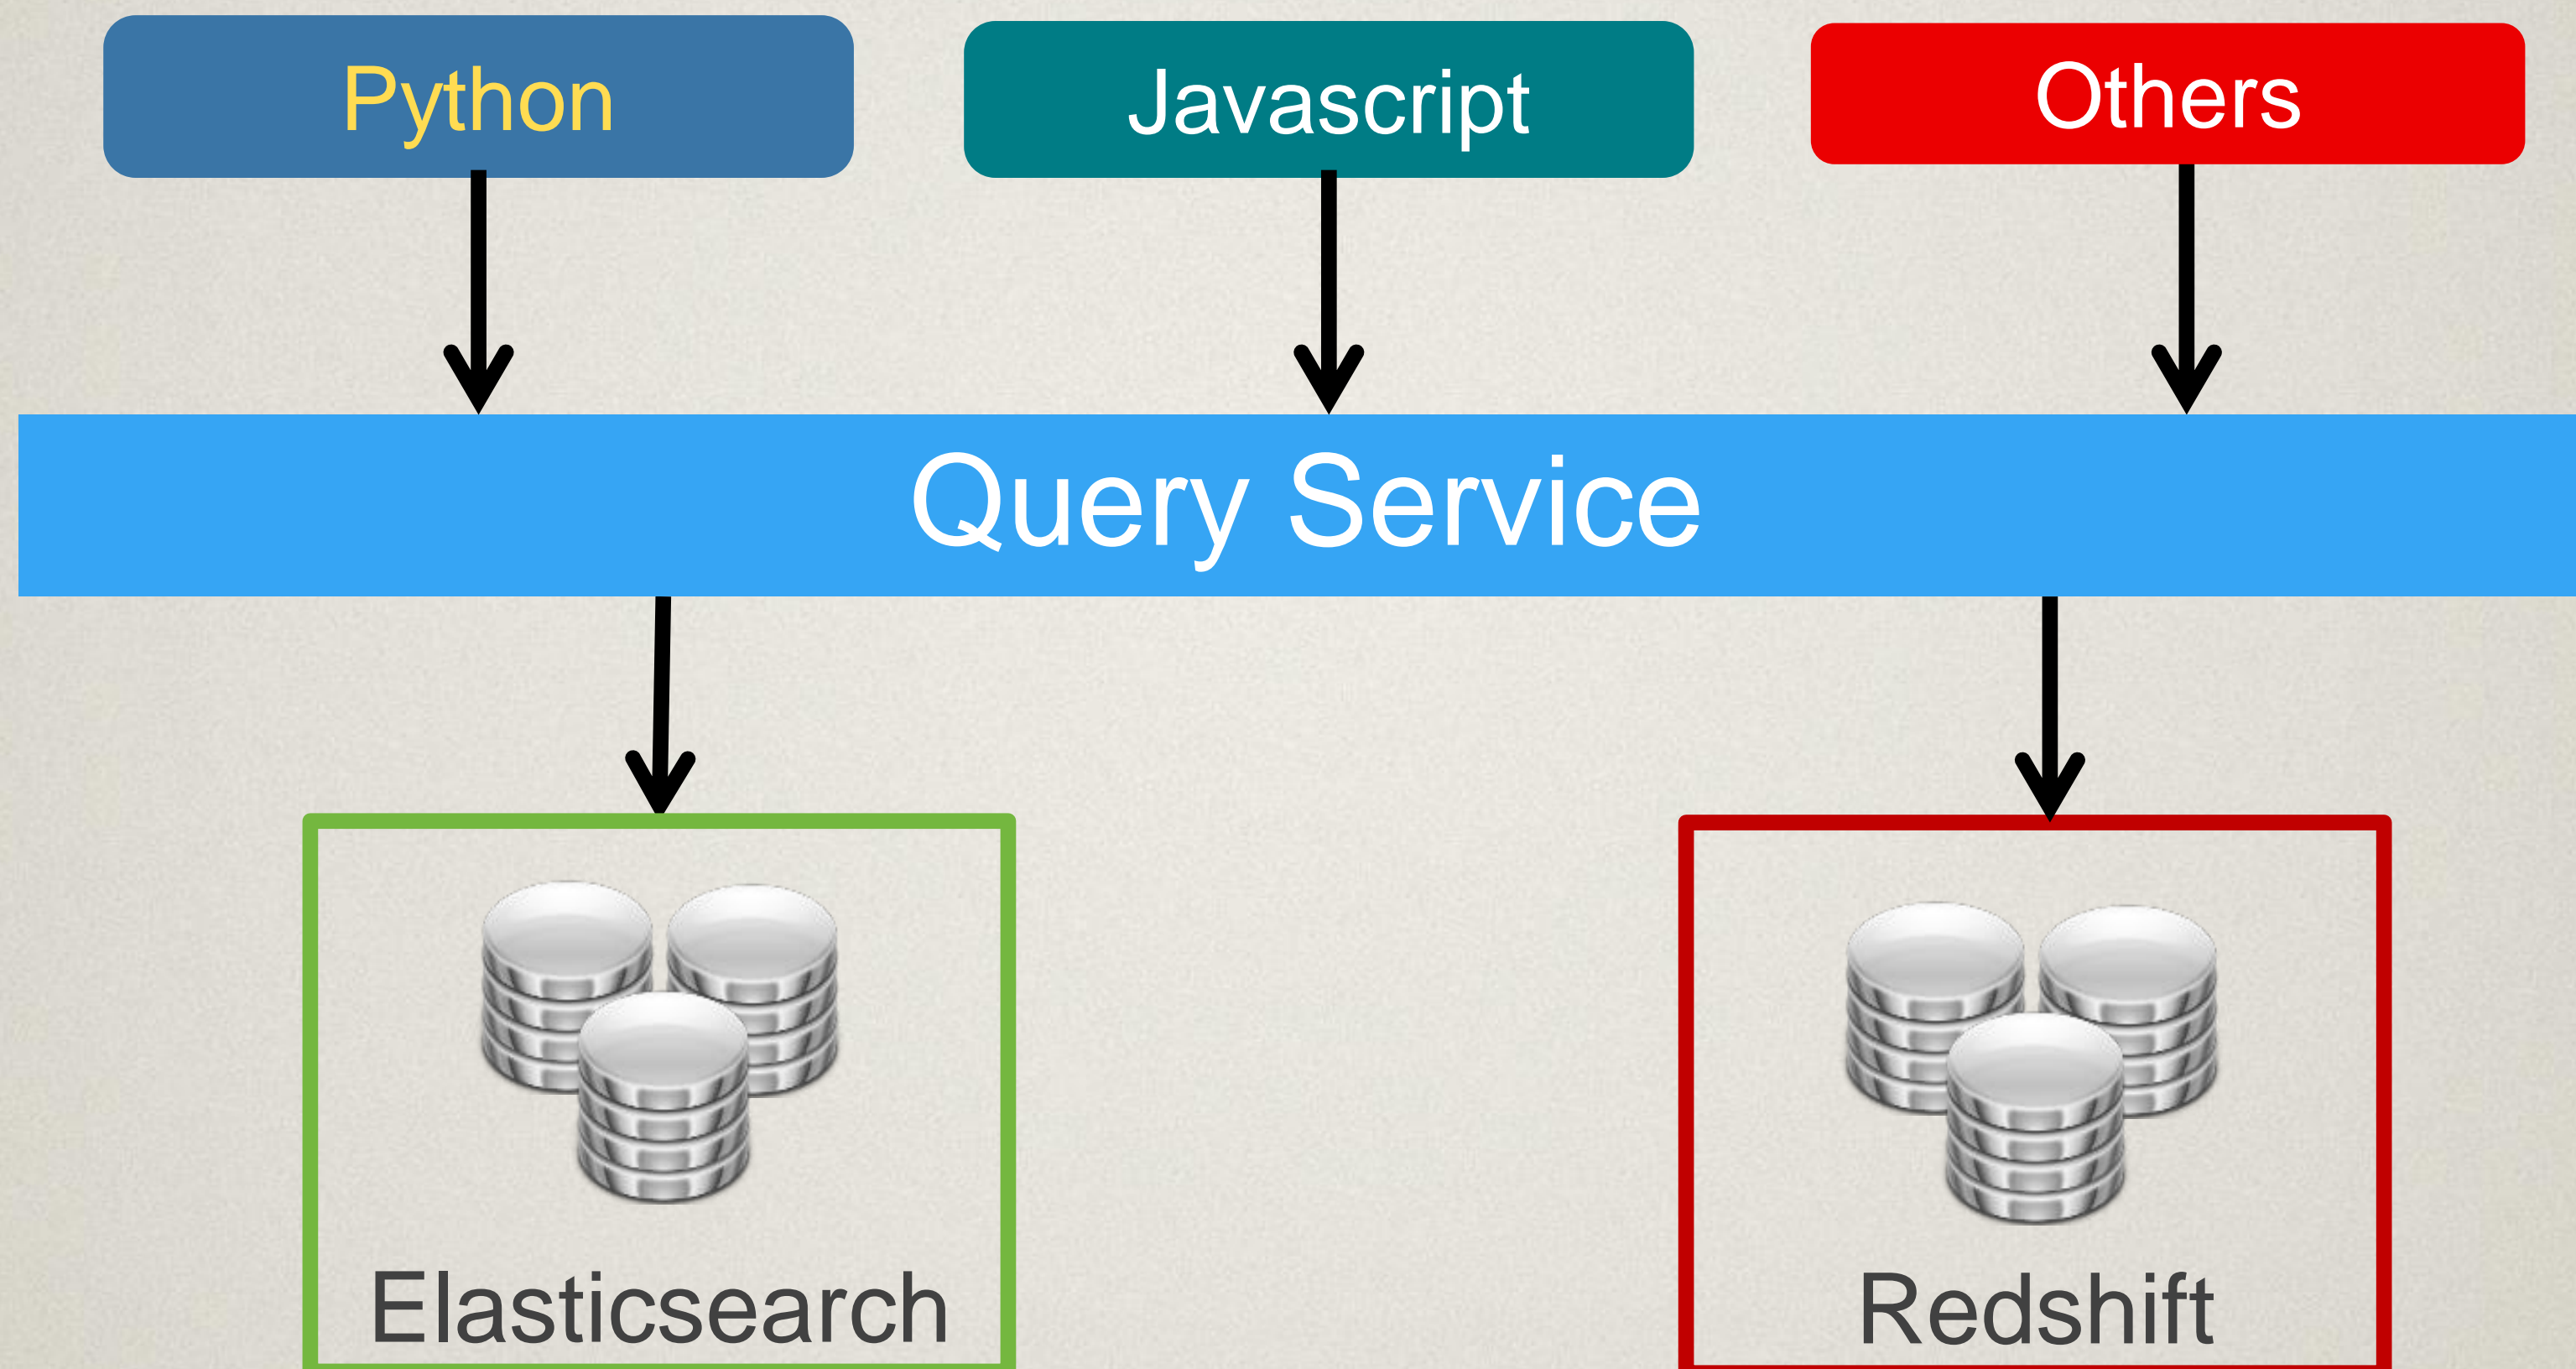 Python
Javascript
Others
Query Service
Elasticsearch
Redshift